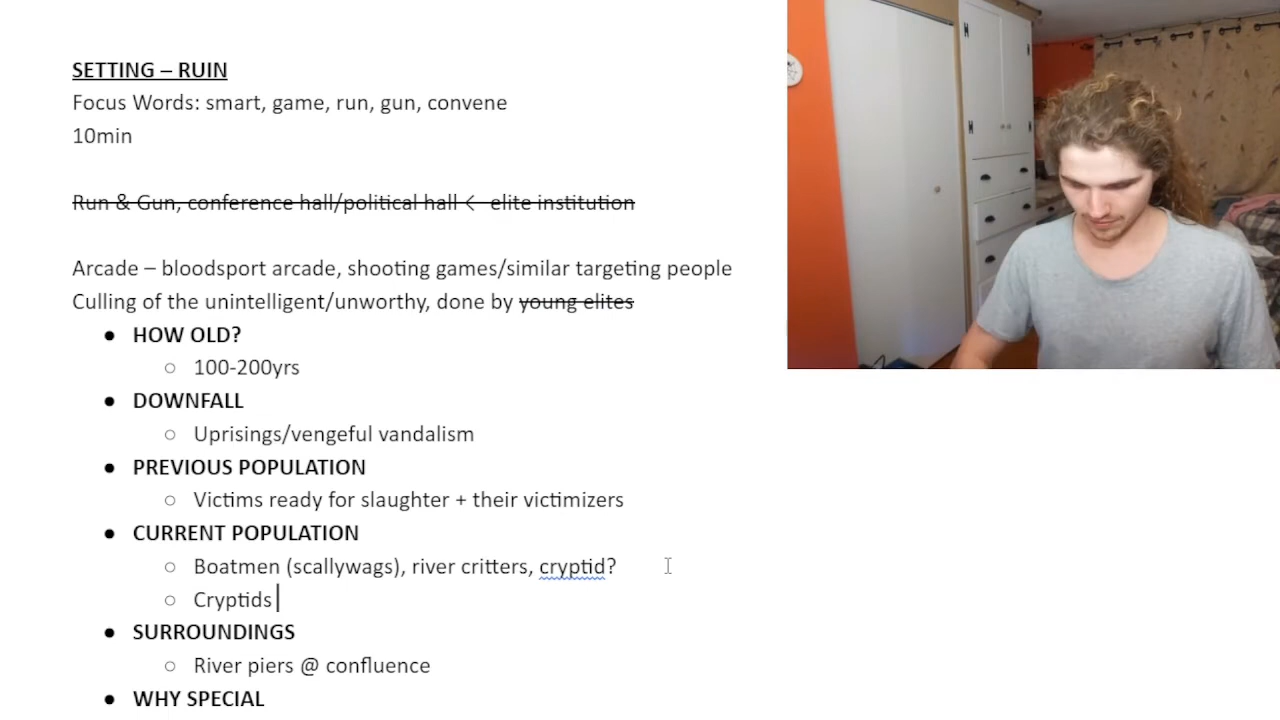 SETTING – RUIN
Focus Words: smart, game, run, gun, convene
10min
Run & Gun, conference hall/political hall < elite institution
Arcade – bloodsport arcade, shooting games/similar targeting people
Culling of the unintelligent/unworthy, done by young elites
● HOW OLD?
○ 100-200yrs
● DOWNFALL
○ Uprisings/vengeful vandalism
● PREVIOUS POPULATION
○ Victims ready for slaughter + their victimizers
● CURRENT POPULATION
○ Boatmen (scallywags), river critters, cryptid?
○ Cryptids
● SURROUNDINGS
○ River piers @ confluence
● WHY SPECIAL